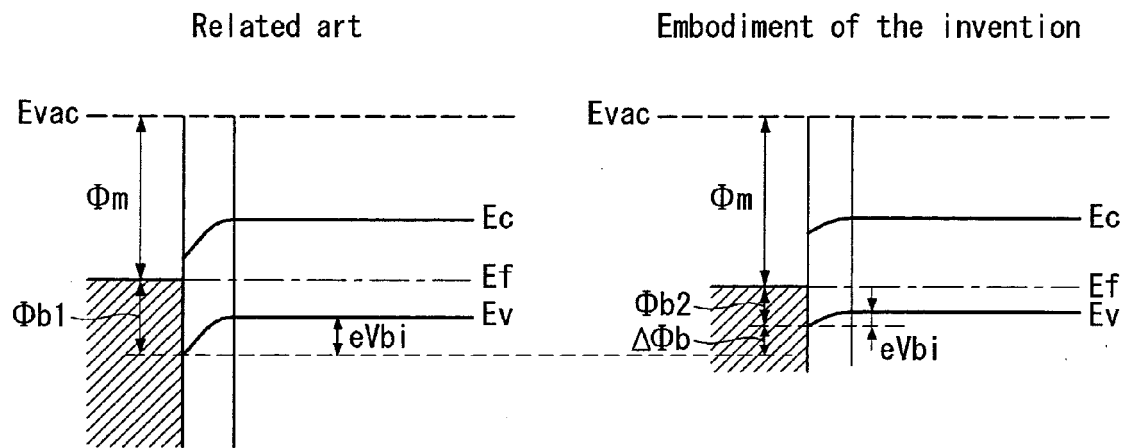 Related art
Embodiment of the invention
Evac
Φm
Ec
Ef
Φb1
Ev
eVbi
Evac
Φm
Ec
Ef
Φb2
Ev
ΔΦb
eVbi